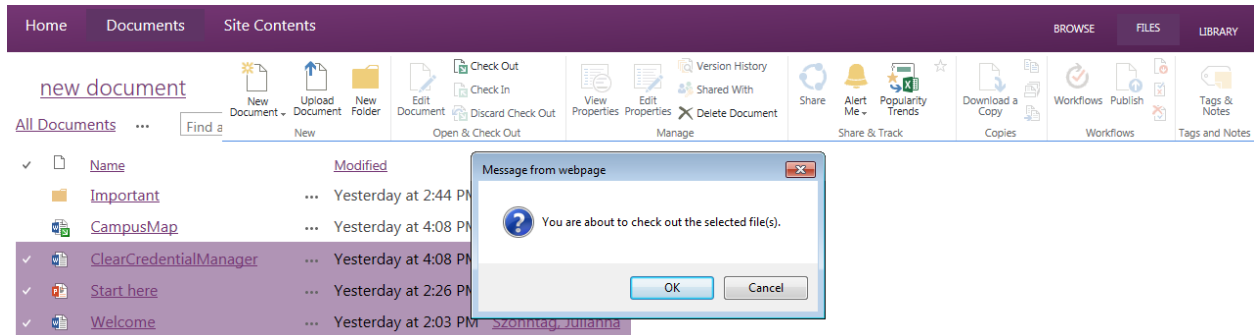 Home Documents Site Contents BROWSE FILES LIBRARY
new document
All Documents ... Find a
New Document
Upload Document
New Folder
New
Edit Document
Check Out
Check In
Discard Check Out
Open & Check Out
View Properties
Edit Properties
Version History
Shared With
Delete Document
Manage
Share
Alert Me
Popularity Trends
Share & Track
Download a Copy
Copies
Workflows
Publish
Workflows
Tags & Notes
Tags and Notes
Name Modified
Important ... Yesterday at 2:44 PM
CampusMap ... Yesterday at 4:08 PM
ClearCredentialManager ... Yesterday at 4:08 PM
Start here ... Yesterday at 2:26 PM
Welcome ... Yesterday at 2:03 PM Szonntag, Julianna
Message from webpage
You are about to check out the selected file(s).
OK Cancel